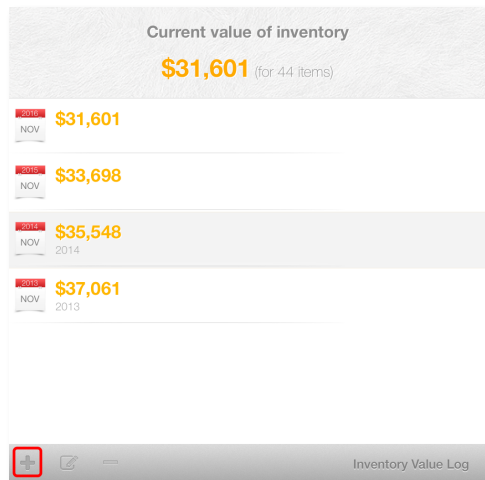 Current value of inventory
$31,601 (for 44 items)
2016
NOV
$31,601
2015
NOV
$33,698
2014
NOV
$35,548
2014
2013
NOV
$37,061
2013
Inventory Value Log